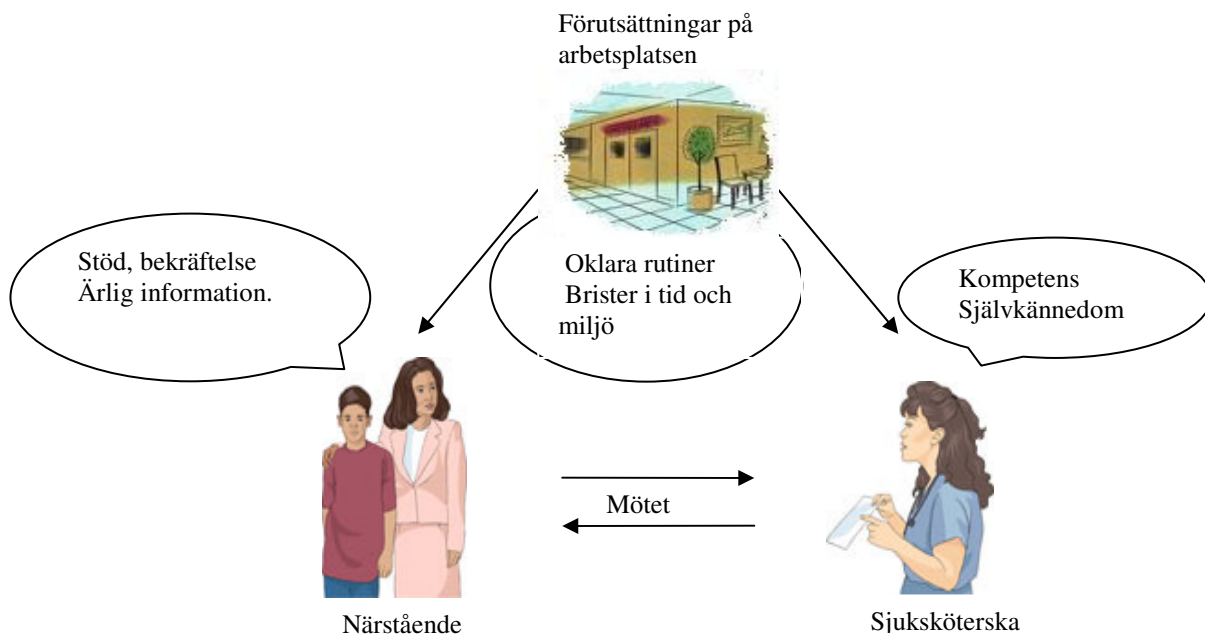 Förutsättningar på
arbetsplatsen
Stöd, bekräftelse
Ärlig information.
Oklara rutiner
Brister i tid och
miljö
Kompetens
Självkännedom
Mötet
Närstående
Sjuksköterska